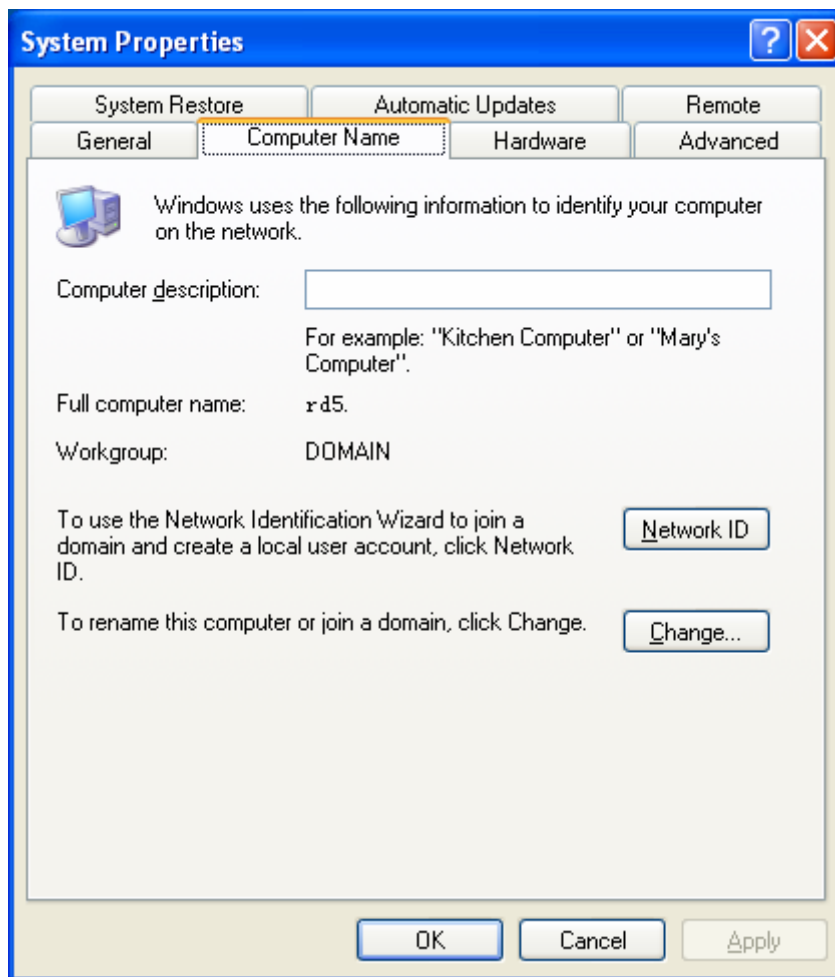 System Properties
System Restore
Automatic Updates
Remote
General
Computer Name
Hardware
Advanced
Windows uses the following information to identify your computer
on the network.
Computer description:
For example: "Kitchen Computer" or "Mary's
Computer".
Full computer name:
rd5.
Workgroup:
DOMAIN
To use the Network Identification Wizard to join a
domain and create a local user account, click Network
ID.
Network ID
To rename this computer or join a domain, click Change.
Change...
OK
Cancel
Apply